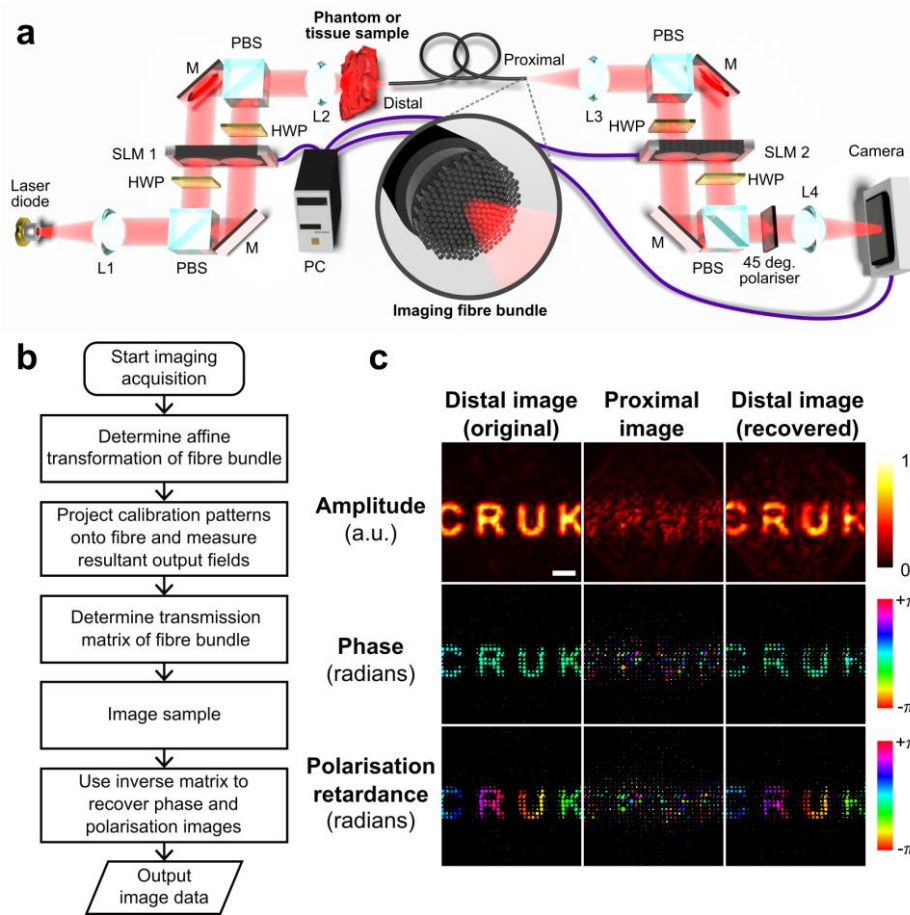 a
Phantom or
tissue sample
PBS
M
L2
Distal
Proximal
PBS
L3
M
HWP
HWP
SLM 1
SLM 2
Camera
HWP
HWP
Laser
diode
L4
L1
PBS
M
PC
M
PBS
45 deg.
polariser
Imaging fibre bundle
b
Start imaging
acquisition
Determine affine
transformation of fibre bundle
Project calibration patterns
onto fibre and measure
resultant output fields
Determine transmission
matrix of fibre bundle
Image sample
Use inverse matrix to
recover phase and
polarisation images
Output
image data
c
Distal image
(original)
Proximal
image
Distal image
(recovered)
Amplitude
(a.u.)
CRUK
CRUK
1
0
Phase
(radians)
CRUK
CRUK
+π
-π
Polarisation
retardance
(radians)
CRUK
CRUK
+π
-π